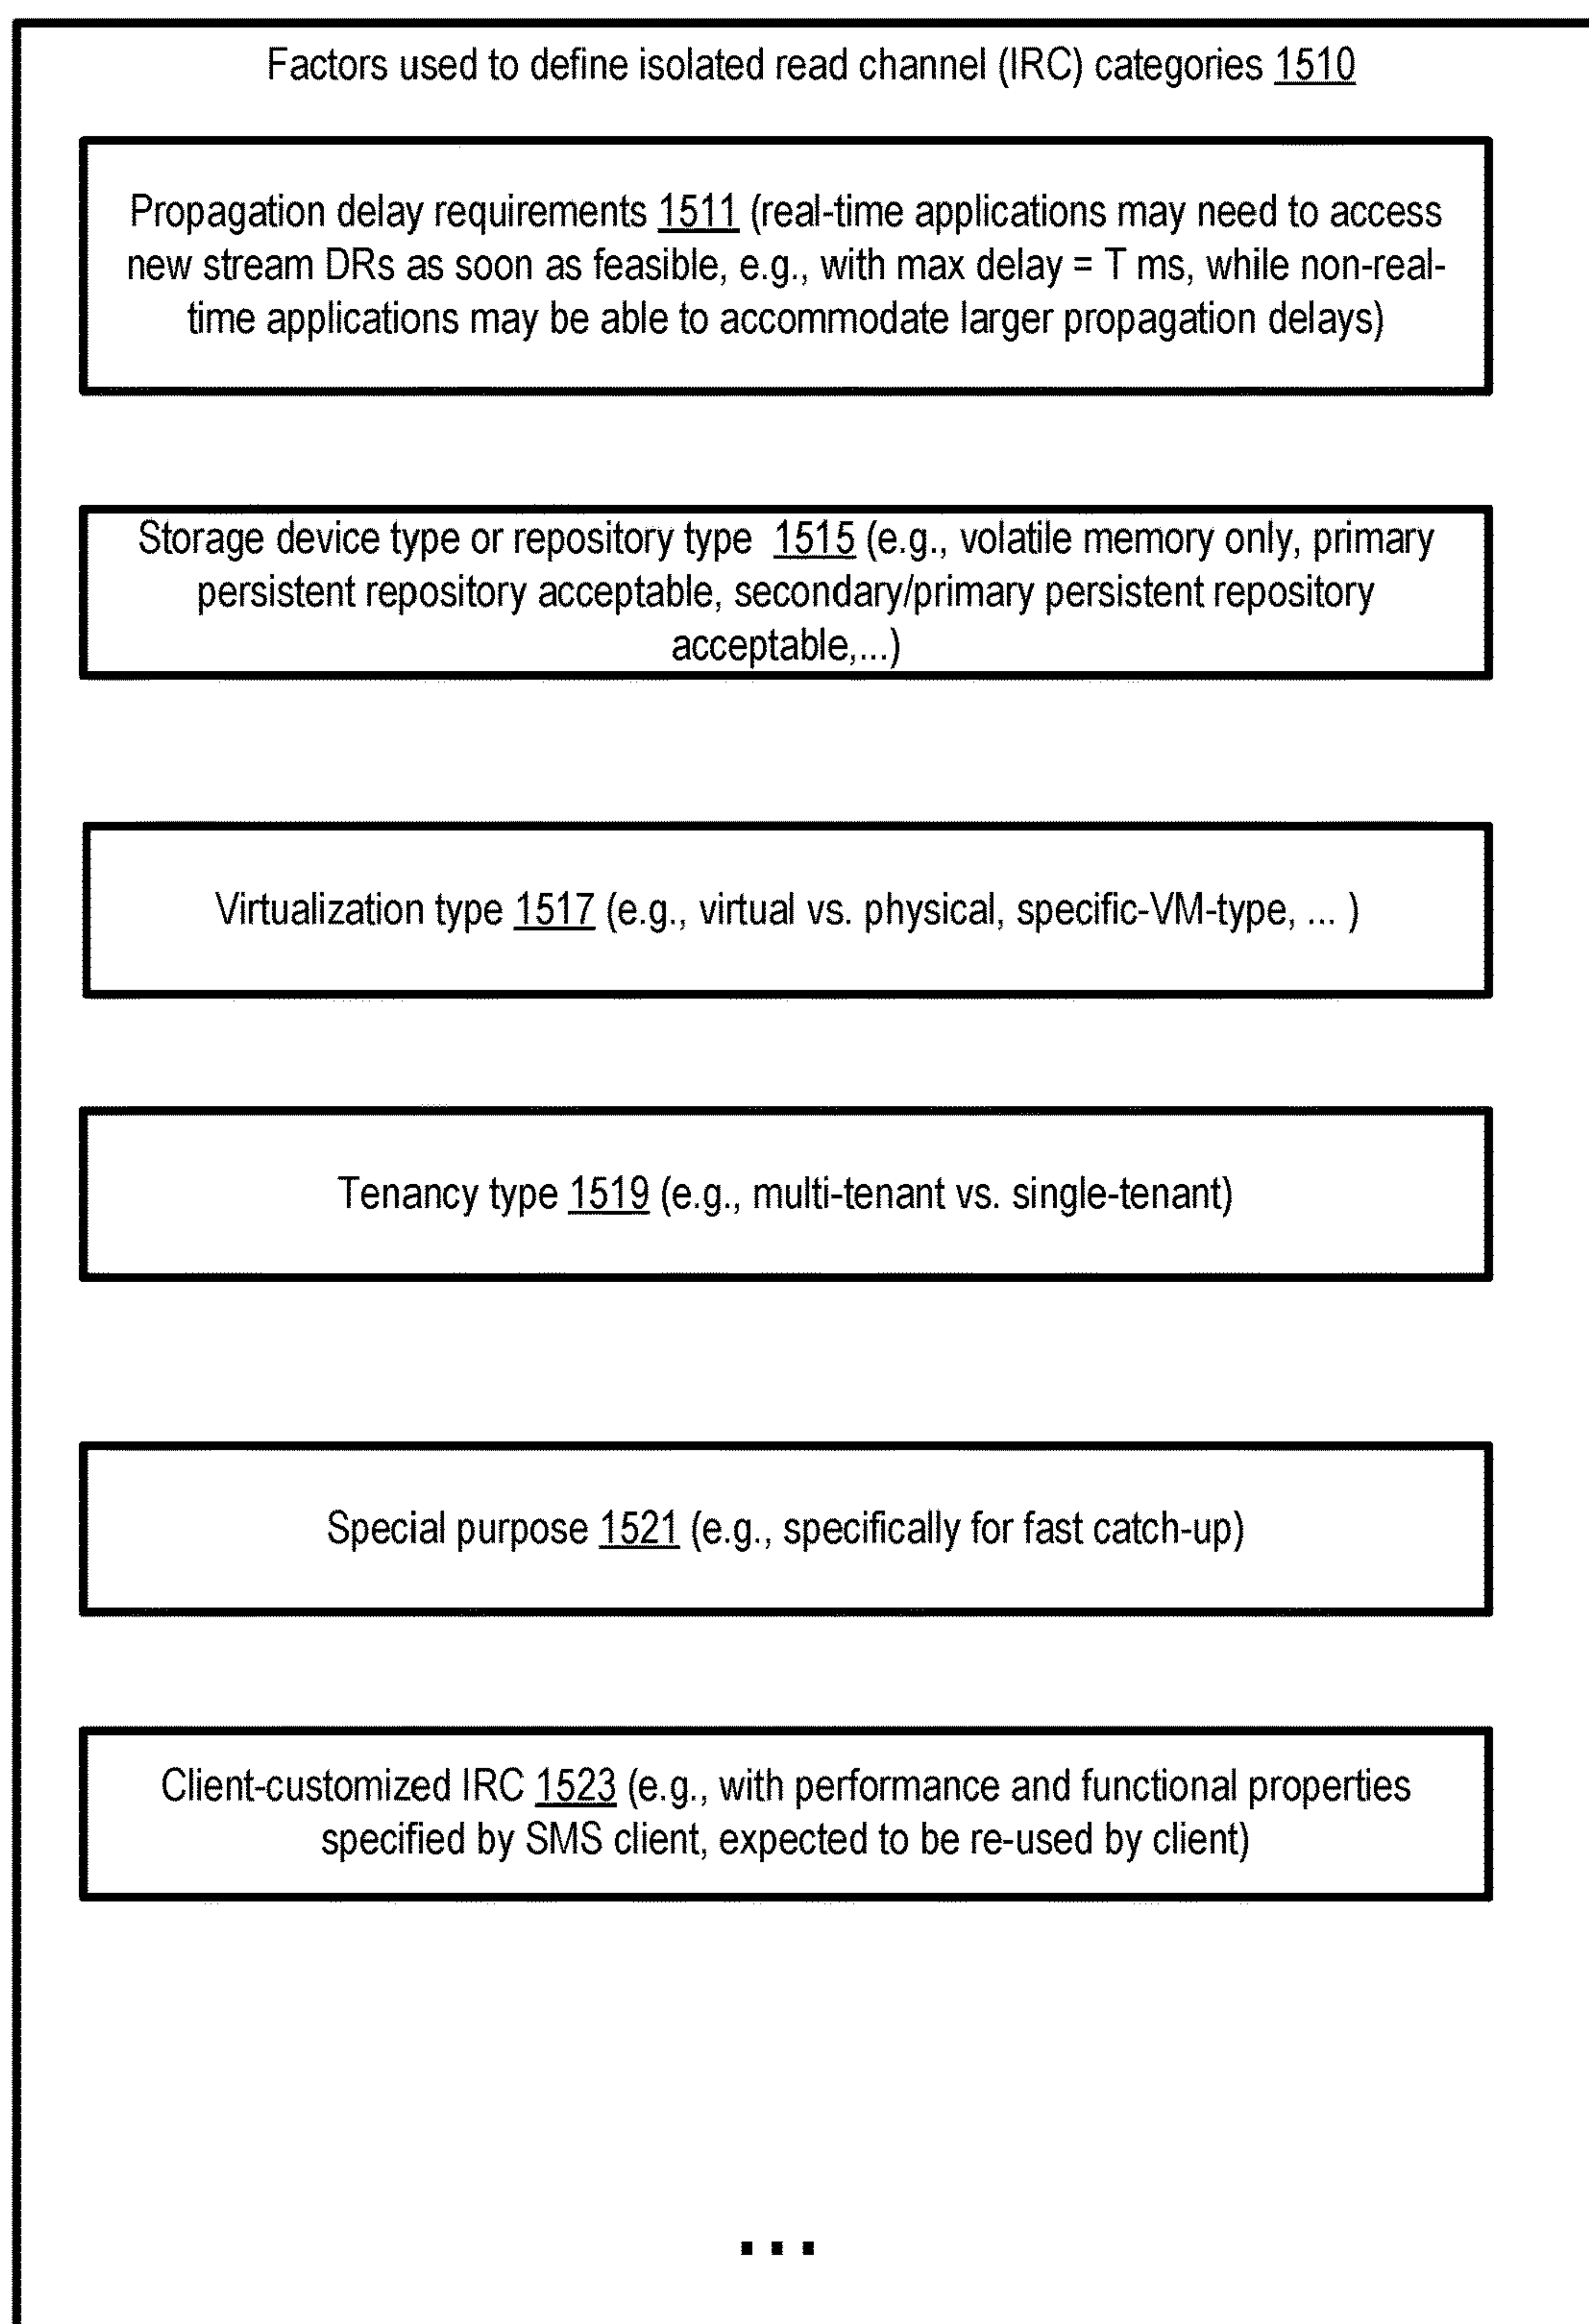 Factors used to define isolated read channel (IRC) categories 1510
Propagation delay requirements 1511 (real-time applications may need to access
new stream DRs as soon as feasible, e.g., with max delay = T ms, while non-real-
time applications may be able to accommodate larger propagation delays)
Storage device type or repository type 1515 (e.g., volatile memory only, primary
persistent repository acceptable, secondary/primary persistent repository
acceptable,...)
Virtualization type 1517 (e.g., virtual vs. physical, specific-VM-type, ... )
Tenancy type 1519 (e.g., multi-tenant vs. single-tenant)
Special purpose 1521 (e.g., specifically for fast catch-up)
Client-customized IRC 1523 (e.g., with performance and functional properties
specified by SMS client, expected to be re-used by client)
...